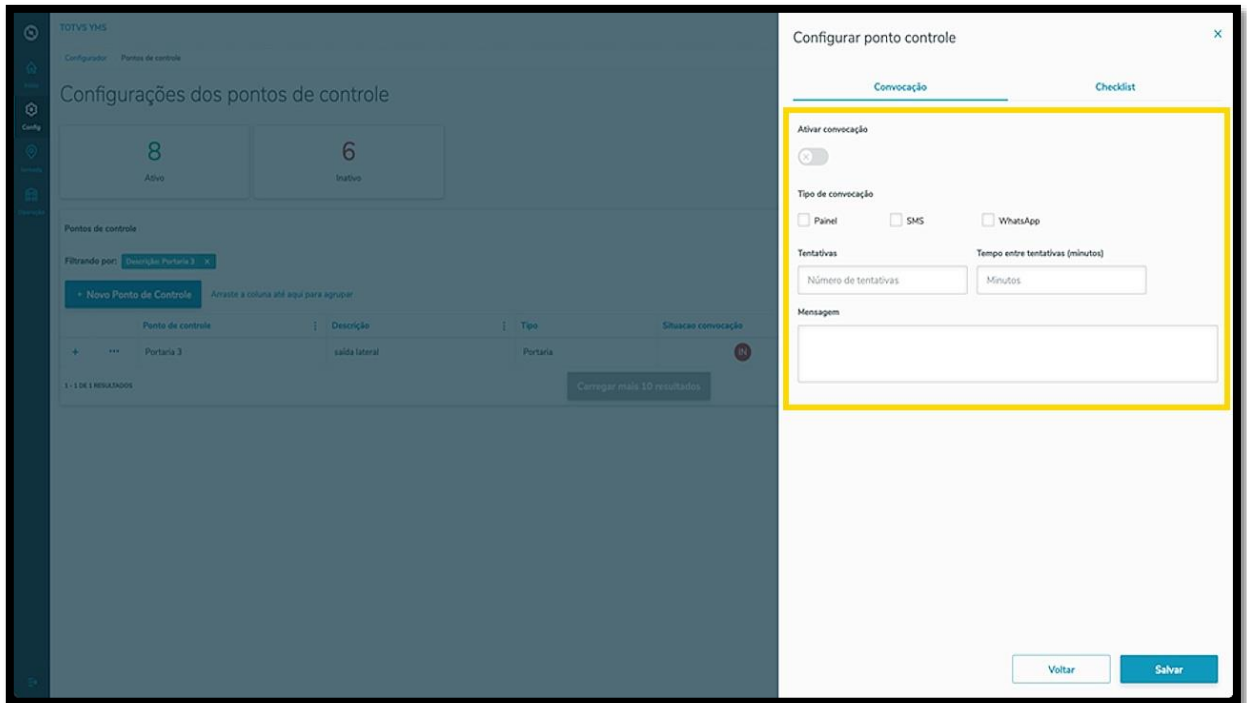 TOTVS YMS
Configurador Pontos de controle
Configurações dos pontos de controle
8
Ativo
6
Inativo
Config
Pontos de controle
Filtrando por: Descrição: Portaria 3 x
+ Novo Ponto de Controle Arraste a coluna até aqui para agrupar
Ponto de controle Descrição Tipo Situacao convocação
+ ... Portaria 3 saída lateral Portaria IN
1 - 1 DE 1 RESULTADOS
Carregar mais 10 resultados
Configurar ponto controle
Convocação Checklist
Ativar convocação
Tipo de convocação
Painel SMS WhatsApp
Tentativas Tempo entre tentativas (minutos)
Número de tentativas Minutos
Mensagem
Voltar Salvar